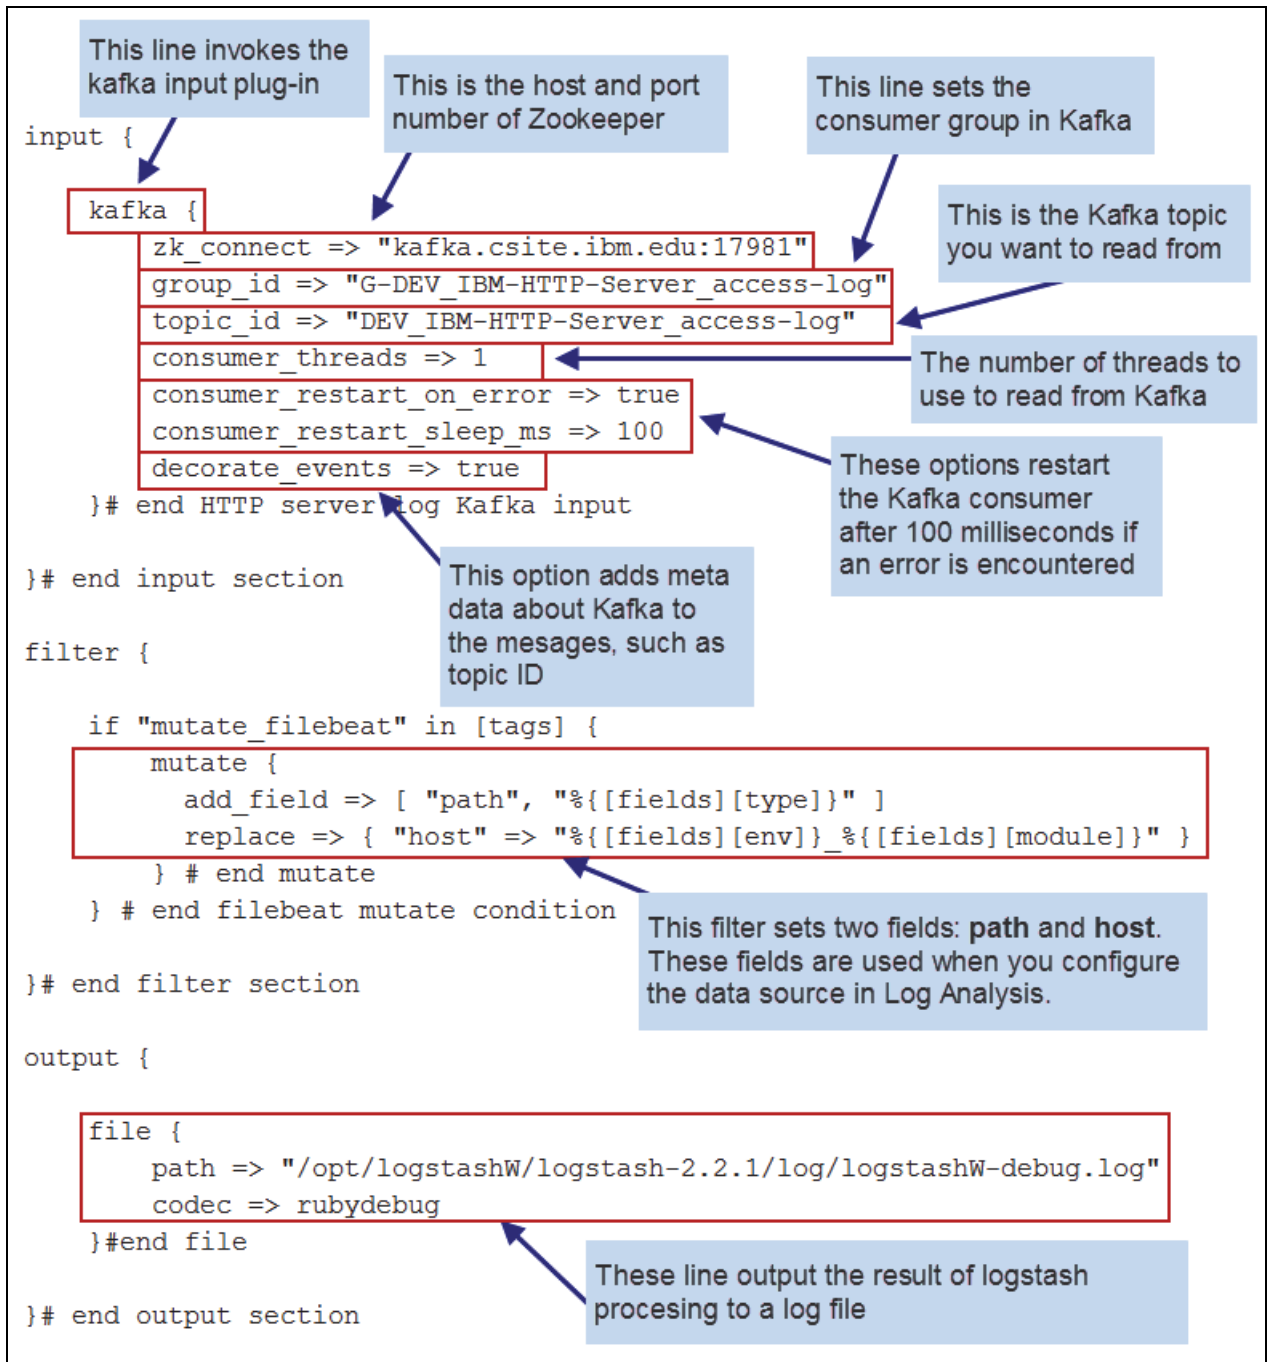 This line invokes the
kafka input plug-in
This is the host and port
number of Zookeeper
This line sets the
consumer group in Kafka
input {
kafka {
This is the Kafka topic
you want to read from
zk_connect => "kafka.csite.ibm.edu:17981"
group_id => "G-DEV_IBM-HTTP-Server_access-log"
topic_id => "DEV_IBM-HTTP-Server_access-log"
consumer_threads => 1
The number of threads to
use to read from Kafka
consumer_restart_on_error => true
consumer_restart_sleep_ms => 100
decorate_events => true
These options restart
the Kafka consumer
after 100 milliseconds if
an error is encountered
}# end HTTP server log Kafka input
}# end input section
This option adds meta
data about Kafka to
the mesages, such as
topic ID
filter {
if "mutate_filebeat" in [tags] {
mutate {
add_field => [ "path", "%{[fields][type]}" ]
replace => { "host" => "%{[fields][env]}_%{[fields][module]}" }
} # end mutate
} # end filebeat mutate condition
This filter sets two fields: path and host.
These fields are used when you configure
the data source in Log Analysis.
}# end filter section
output {
file {
path => "/opt/logstashW/logstash-2.2.1/log/logstashW-debug.log"
codec => rubydebug
}#end file
These line output the result of logstash
procesing to a log file
}# end output section